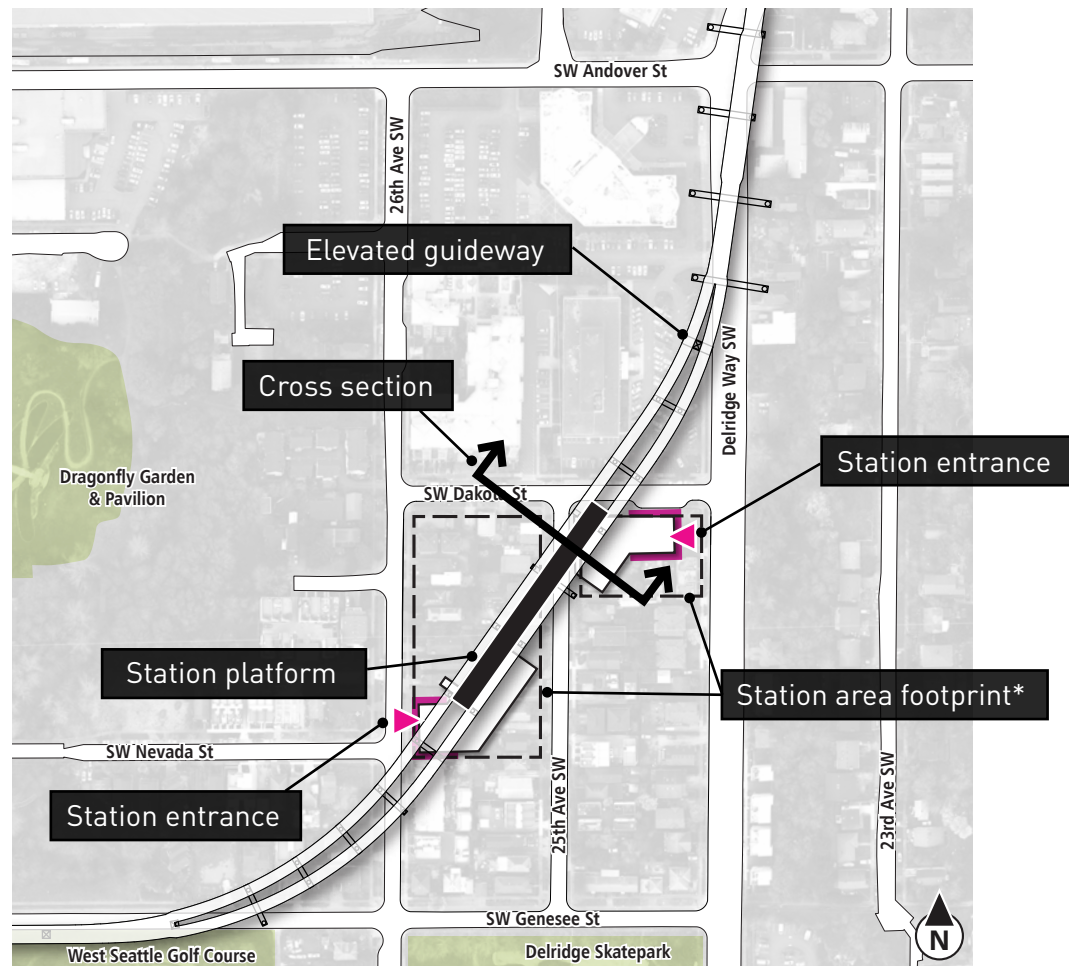 SW Andover St
26th Ave SW
Elevated guideway
Delridge Way SW
Cross section
Station entrance
Dragonfly Garden
& Pavilion
SW Dakota St
Station platform
Station area footprint*
SW Nevada St
Station entrance
25th Ave SW
23rd Ave SW
SW Genesee St
West Seattle Golf Course
Delridge Skatepark
N